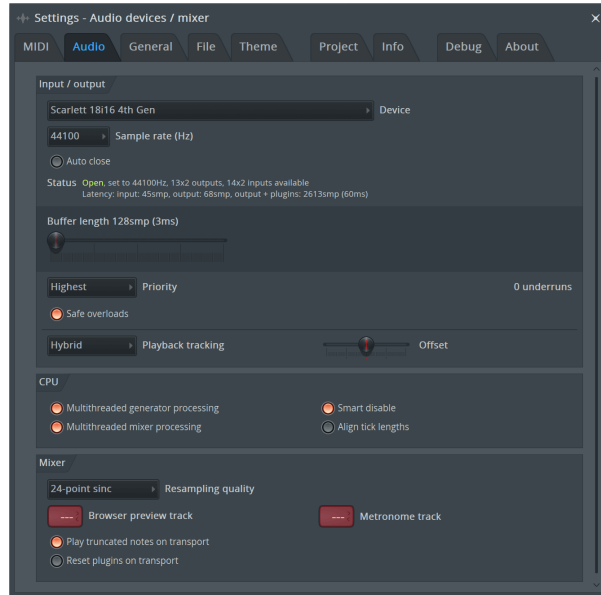 Settings - Audio devices / mixer
MIDI Audio General File Theme Project Info Debug About
Input / output
Scarlett 18i16 4th Gen Device
44100 Sample rate (Hz)
Auto close
Status Open, set to 44100Hz, 13x2 outputs, 14x2 inputs available
Latency: input: 45smp, output: 68smp, output + plugins: 2613smp (60ms)
Buffer length 128smp (3ms)
Highest Priority 0 underruns
Safe overloads
Hybrid Playback tracking Offset
CPU
Multithreaded generator processing Smart disable
Multithreaded mixer processing Align tick lengths
Mixer
24-point sinc Resampling quality
--- Browser preview track --- Metronome track
Play truncated notes on transport
Reset plugins on transport